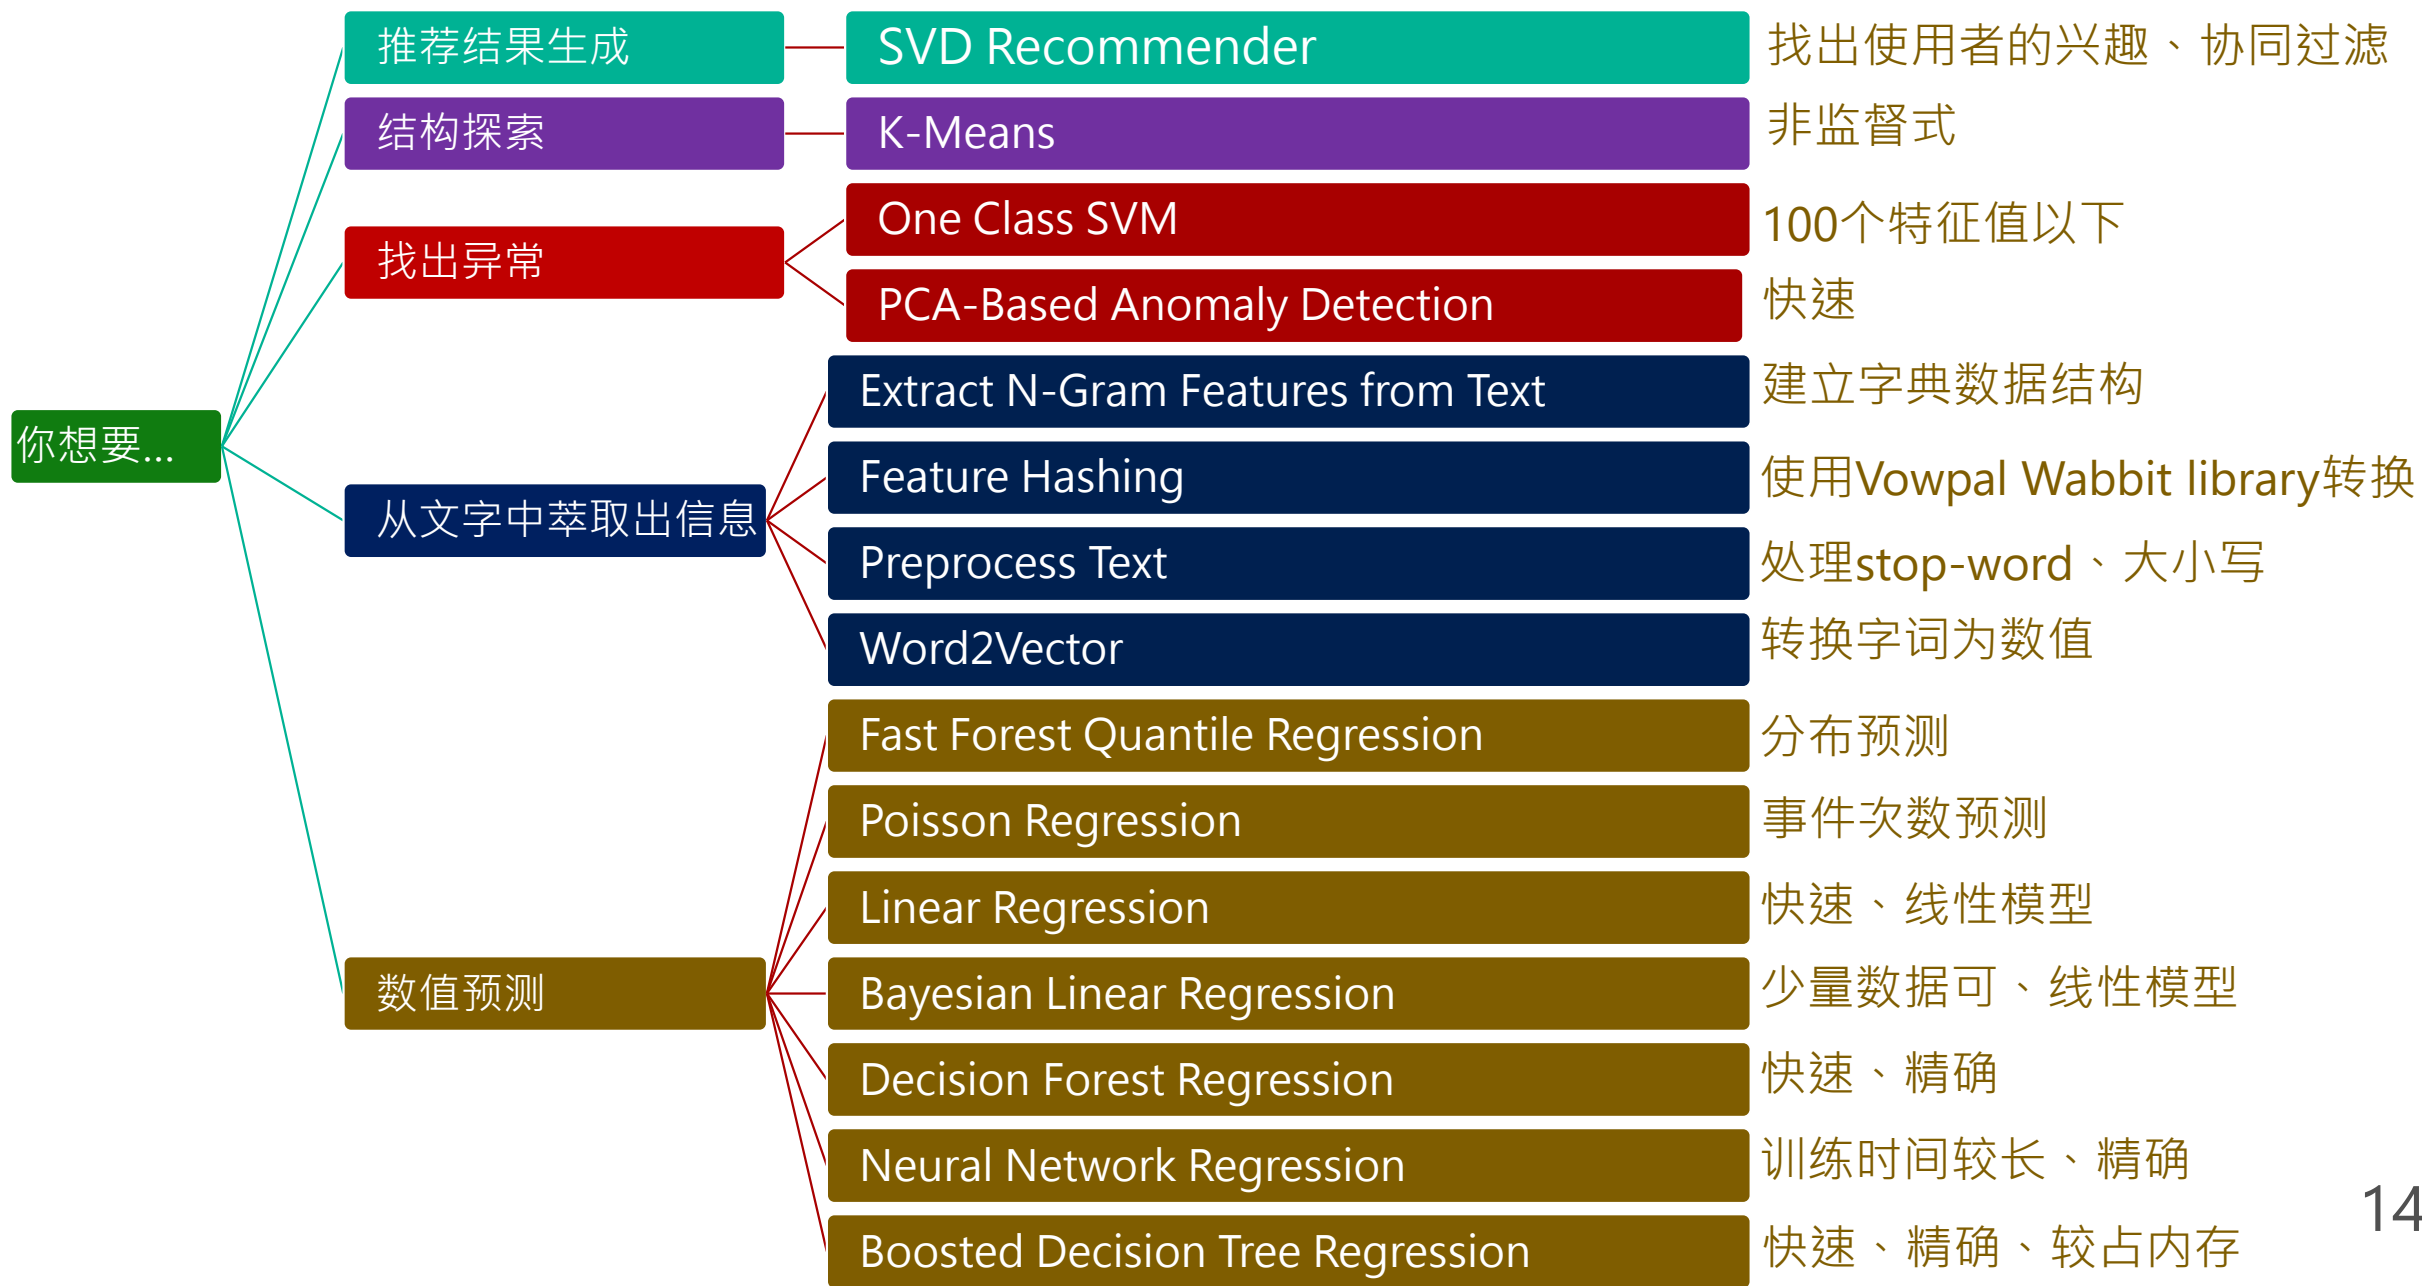 推荐结果生成
SVD Recommender
找出使用者的兴趣、协同过滤
结构探索
K-Means
非监督式
找出异常
One Class SVM
100个特征值以下
PCA-Based Anomaly Detection
快速
你想要...
从文字中萃取出信息
Extract N-Gram Features from Text
建立字典数据结构
Feature Hashing
使用Vowpal Wabbit library转换
Preprocess Text
处理stop-word、大小写
Word2Vector
转换字词为数值
数值预测
Fast Forest Quantile Regression
分布预测
Poisson Regression
事件次数预测
Linear Regression
快速、线性模型
Bayesian Linear Regression
少量数据可、线性模型
Decision Forest Regression
快速、精确
Neural Network Regression
训练时间较长、精确
Boosted Decision Tree Regression
快速、精确、较占内存
14